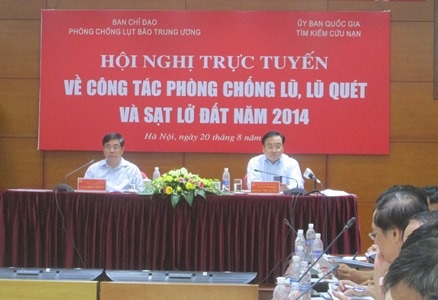 BAN CHỈ ĐẠO
PHÒNG CHỐNG LỤT BÃO TRUNG ƯƠNG
ỦY BAN QUỐC GIA
TÌM KIẾM CỨU NẠN
HỘI NGHỊ TRỰC TUYẾN
VỀ CÔNG TÁC PHÒNG CHỐNG LŨ, LŨ QUÉT
VÀ SẠT LỞ ĐẤT NĂM 2014
Hà Nội, ngày 20 tháng 8 năm